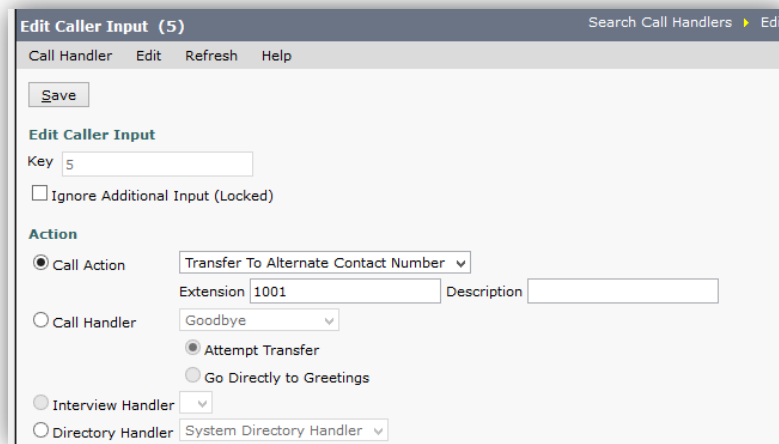 Edit Caller Input (5)
Search Call Handlers
Call Handler Edit Refresh Help
Save
Edit Caller Input
Key 5
Ignore Additional Input (Locked)
Action
Call Action Transfer To Alternate Contact Number
Extension 1001 Description
Call Handler Goodbye
Attempt Transfer
Go Directly to Greetings
Interview Handler
Directory Handler System Directory Handler